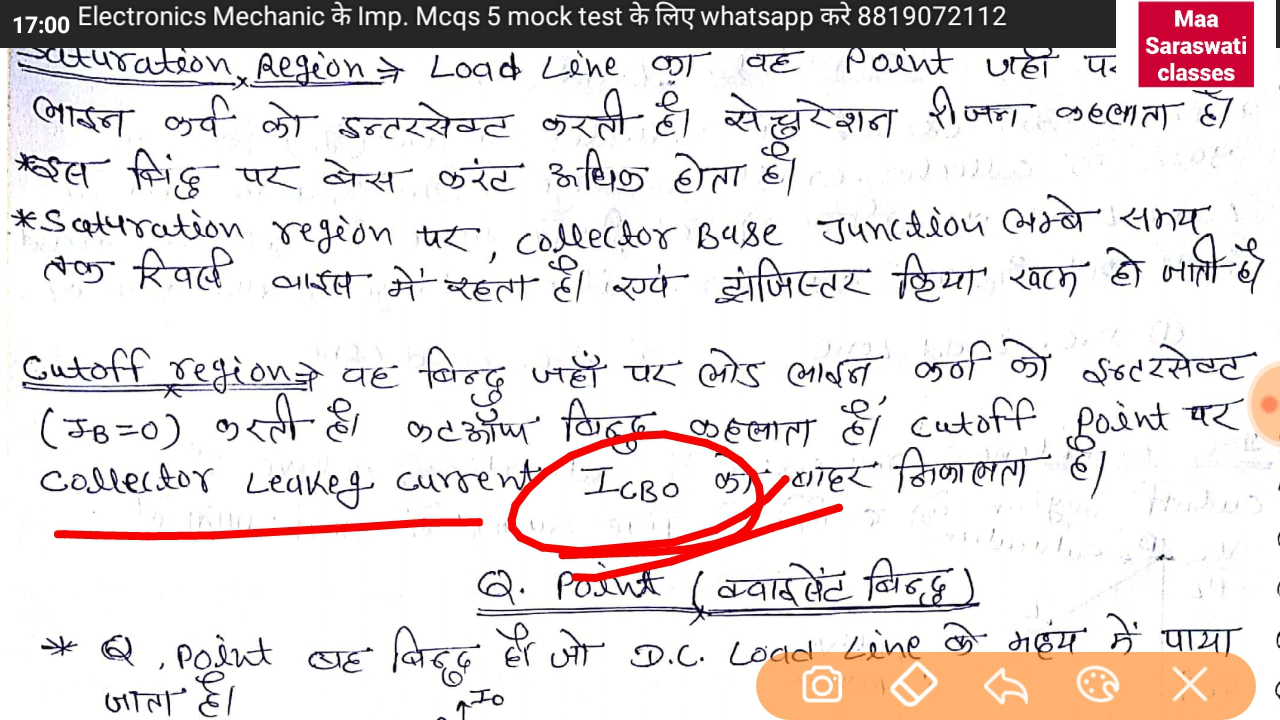 17:00 Electronics Mechanic के Imp. Mcqs 5 mock test के लिए whatsapp करे 8819072112
Maa
Saraswati
classes
Saturation Region ⇒ Load Line का वह Point जहाँ पर
लाइन कर्व को इन्टरसेक्ट करती है। सेचुरेशन रीजन कहलाता है।
*इस बिंदु पर बेस करंट अधिक होता है।
*Saturation region पर, Collector Base Junction लम्बे समय
तक रिवर्स बाईस में रहता है। एवं ट्रांजिस्टर क्रिया खत्म हो जाती है।
Cutoff region ⇒ वह बिन्दु जहाँ पर लोड लाईन कर्व को इन्टरसेक्ट
(IB=0) करती है। कटऑफ बिन्दु कहलाता है। Cutoff Point पर
Collector Leakeg current ICBO को बाहर निकालता है।
Q. Point (क्वाइसेंट बिन्दु)
* Q. Point वह बिन्दु है जो D.C. Load Line के मध्य में पाया
जाता है।
↑Io